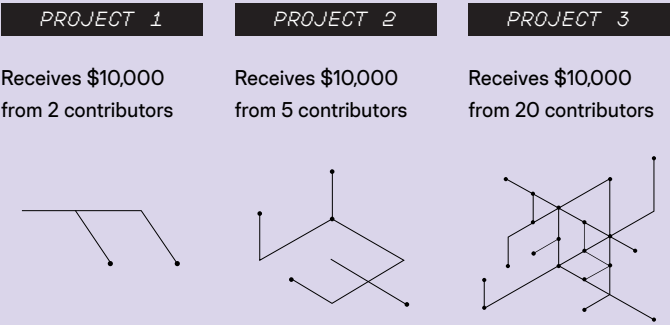 PROJECT 1
Receives $10,000
from 2 contributors
PROJECT 2
Receives $10,000
from 5 contributors
PROJECT 3
Receives $10,000
from 20 contributors